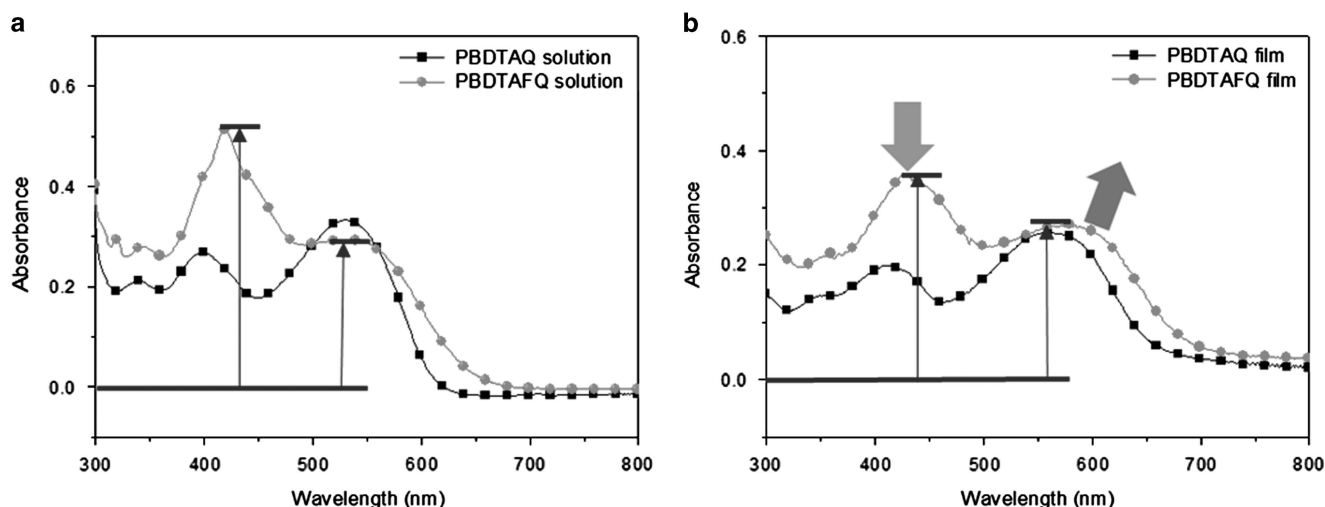 a
PBDTAQ solution
PBDTAFQ solution
0.6
0.4
0.2
0.0
Absorbance
300 400 500 600 700 800
Wavelength (nm)
b
PBDTAQ film
PBDTAFQ film
0.6
0.4
0.2
0.0
Absorbance
300 400 500 600 700 800
Wavelength (nm)